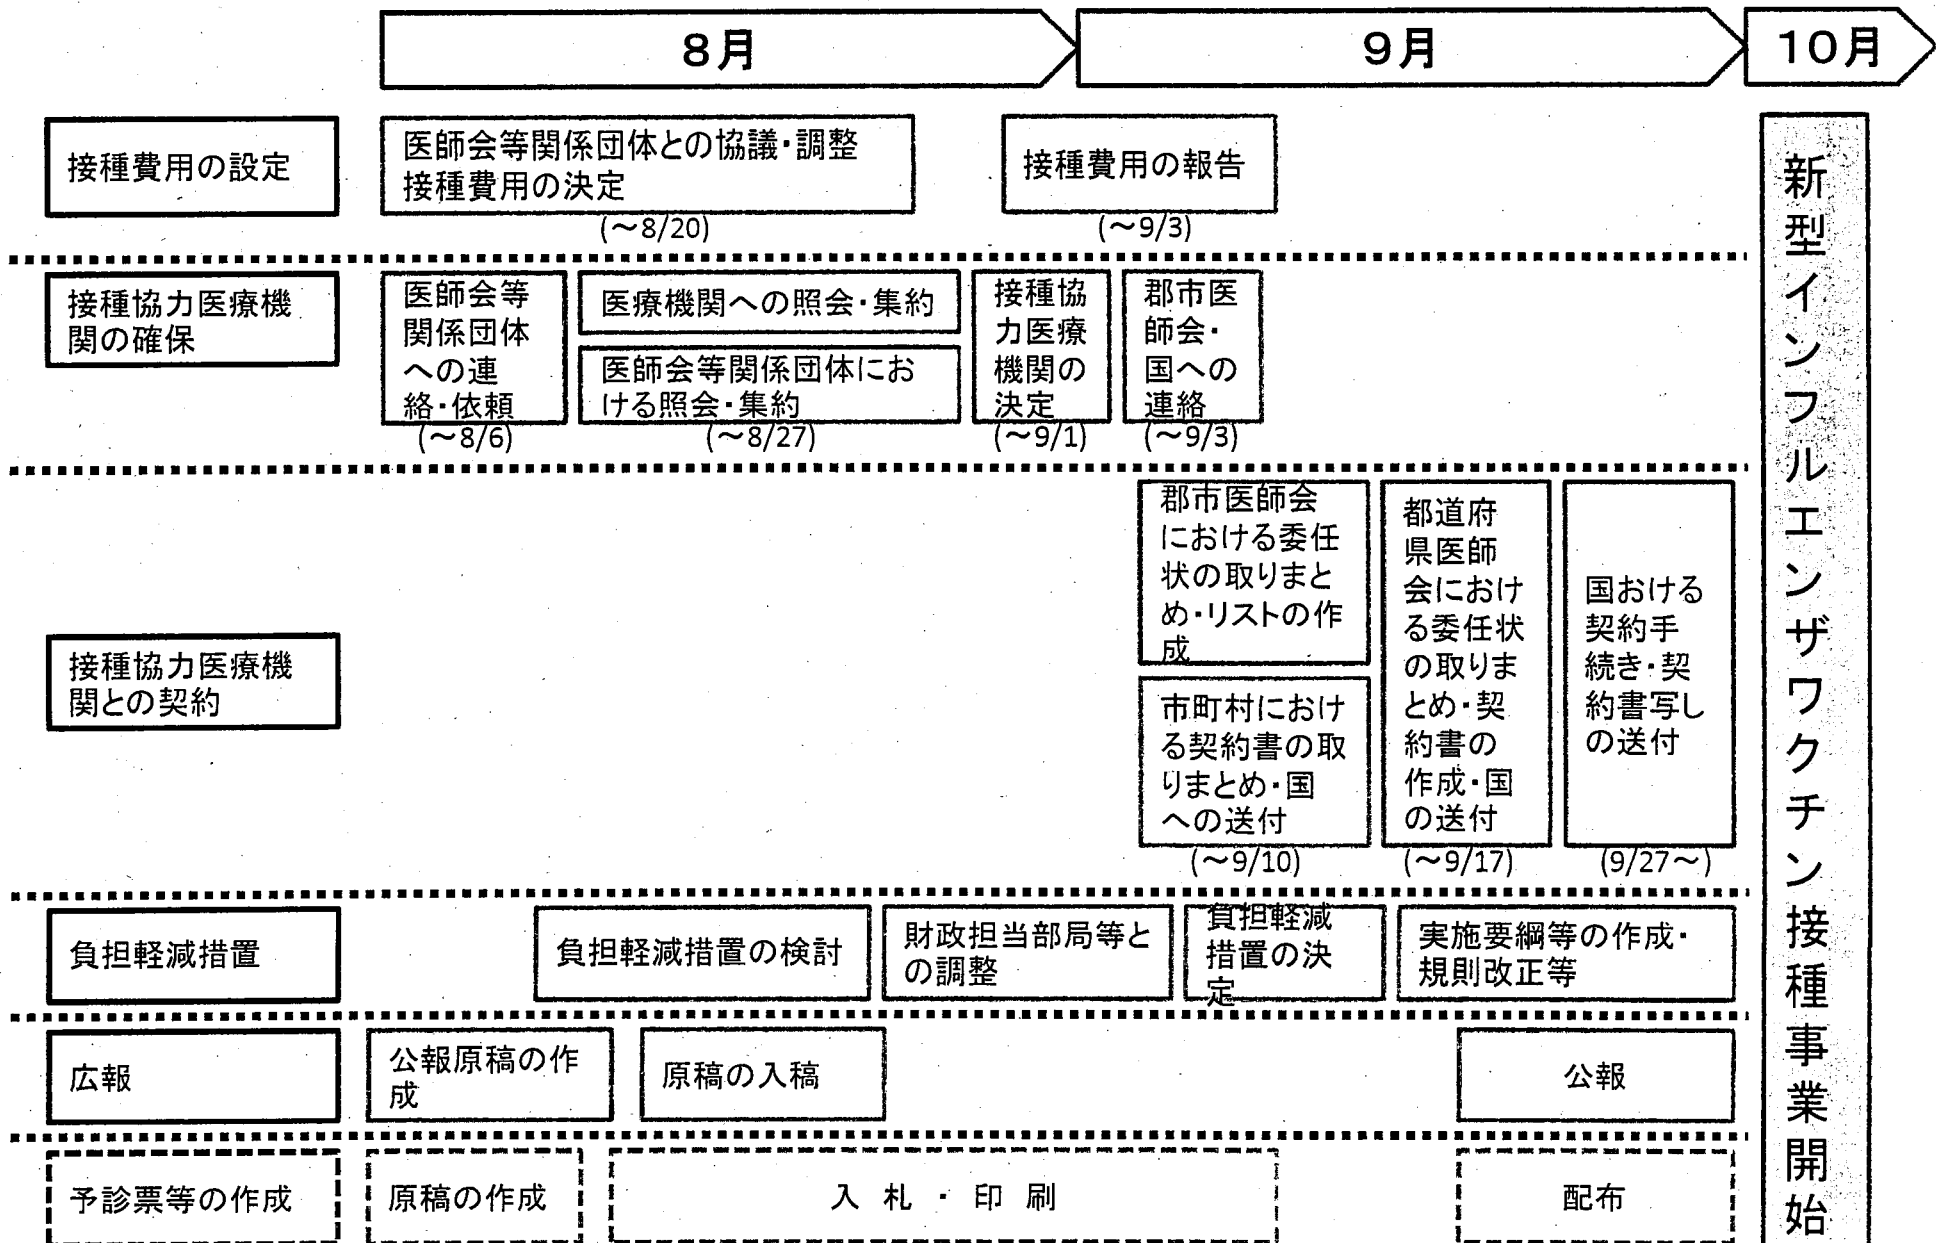 8月
9月
10月
接種費用の設定
医師会等関係団体との協議・調整
接種費用の決定
(～8/20)
接種費用の報告
(～9/3)
接種協力医療機
関の確保
医師会等
関係団体
への連
絡・依頼
(～8/6)
医療機関への照会・集約
医師会等関係団体にお
ける照会・集約
(～8/27)
接種協
力医療
機関の
決定
(～9/1)
郡市医
師会・
国への
連絡
(～9/3)
接種協力医療機
関との契約
郡市医師会
における委任
状の取りまと
め・リストの作
成
市町村におけ
る契約書の取
りまとめ・国
への送付
(～9/10)
都道府
県医師
会におけ
る委任状
の取りま
とめ・契
約書の
作成・国
の送付
(～9/17)
国おける
契約手
続き・契
約書写し
の送付
(9/27～)
負担軽減措置
負担軽減措置の検討
財政担当部局等と
の調整
負担軽減
措置の決
定
実施要綱等の作成・
規則改正等
広報
公報原稿の作
成
原稿の入稿
公報
予診票等の作成
原稿の作成
入 札 ・ 印 刷
配布
新型インフルエンザワクチン接種事業開始